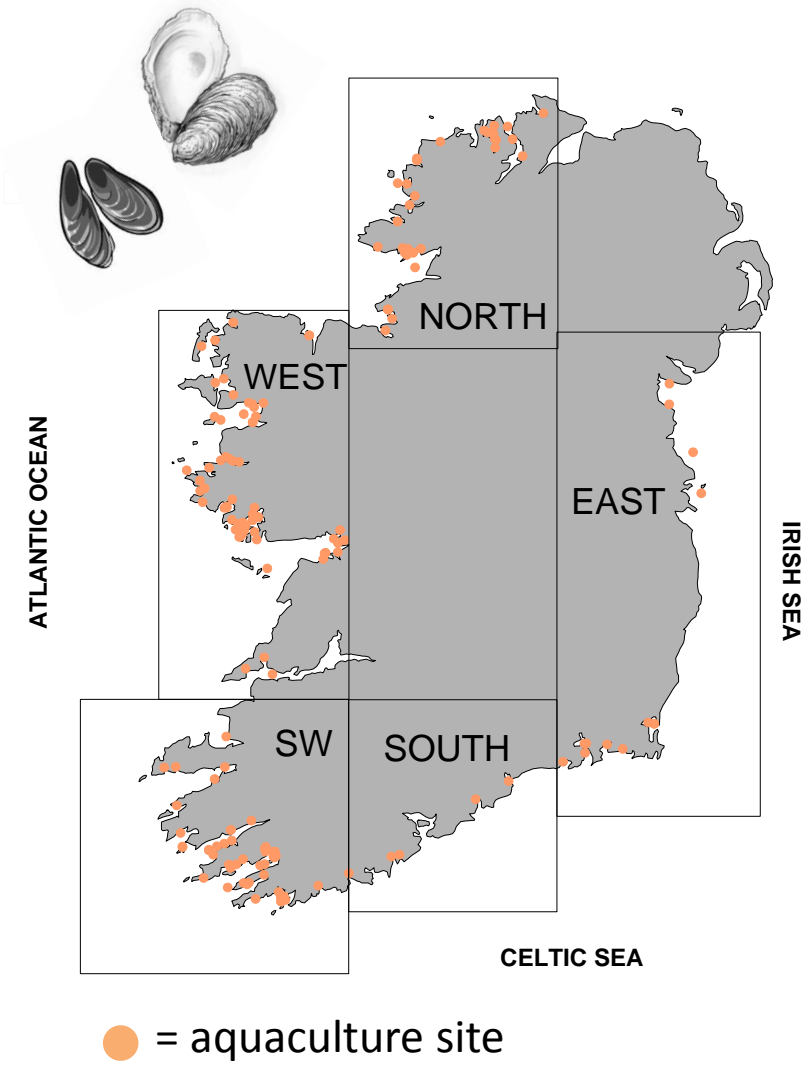 NORTH
WEST
ATLANTIC OCEAN
EAST
IRISH SEA
SW
SOUTH
CELTIC SEA
= aquaculture site